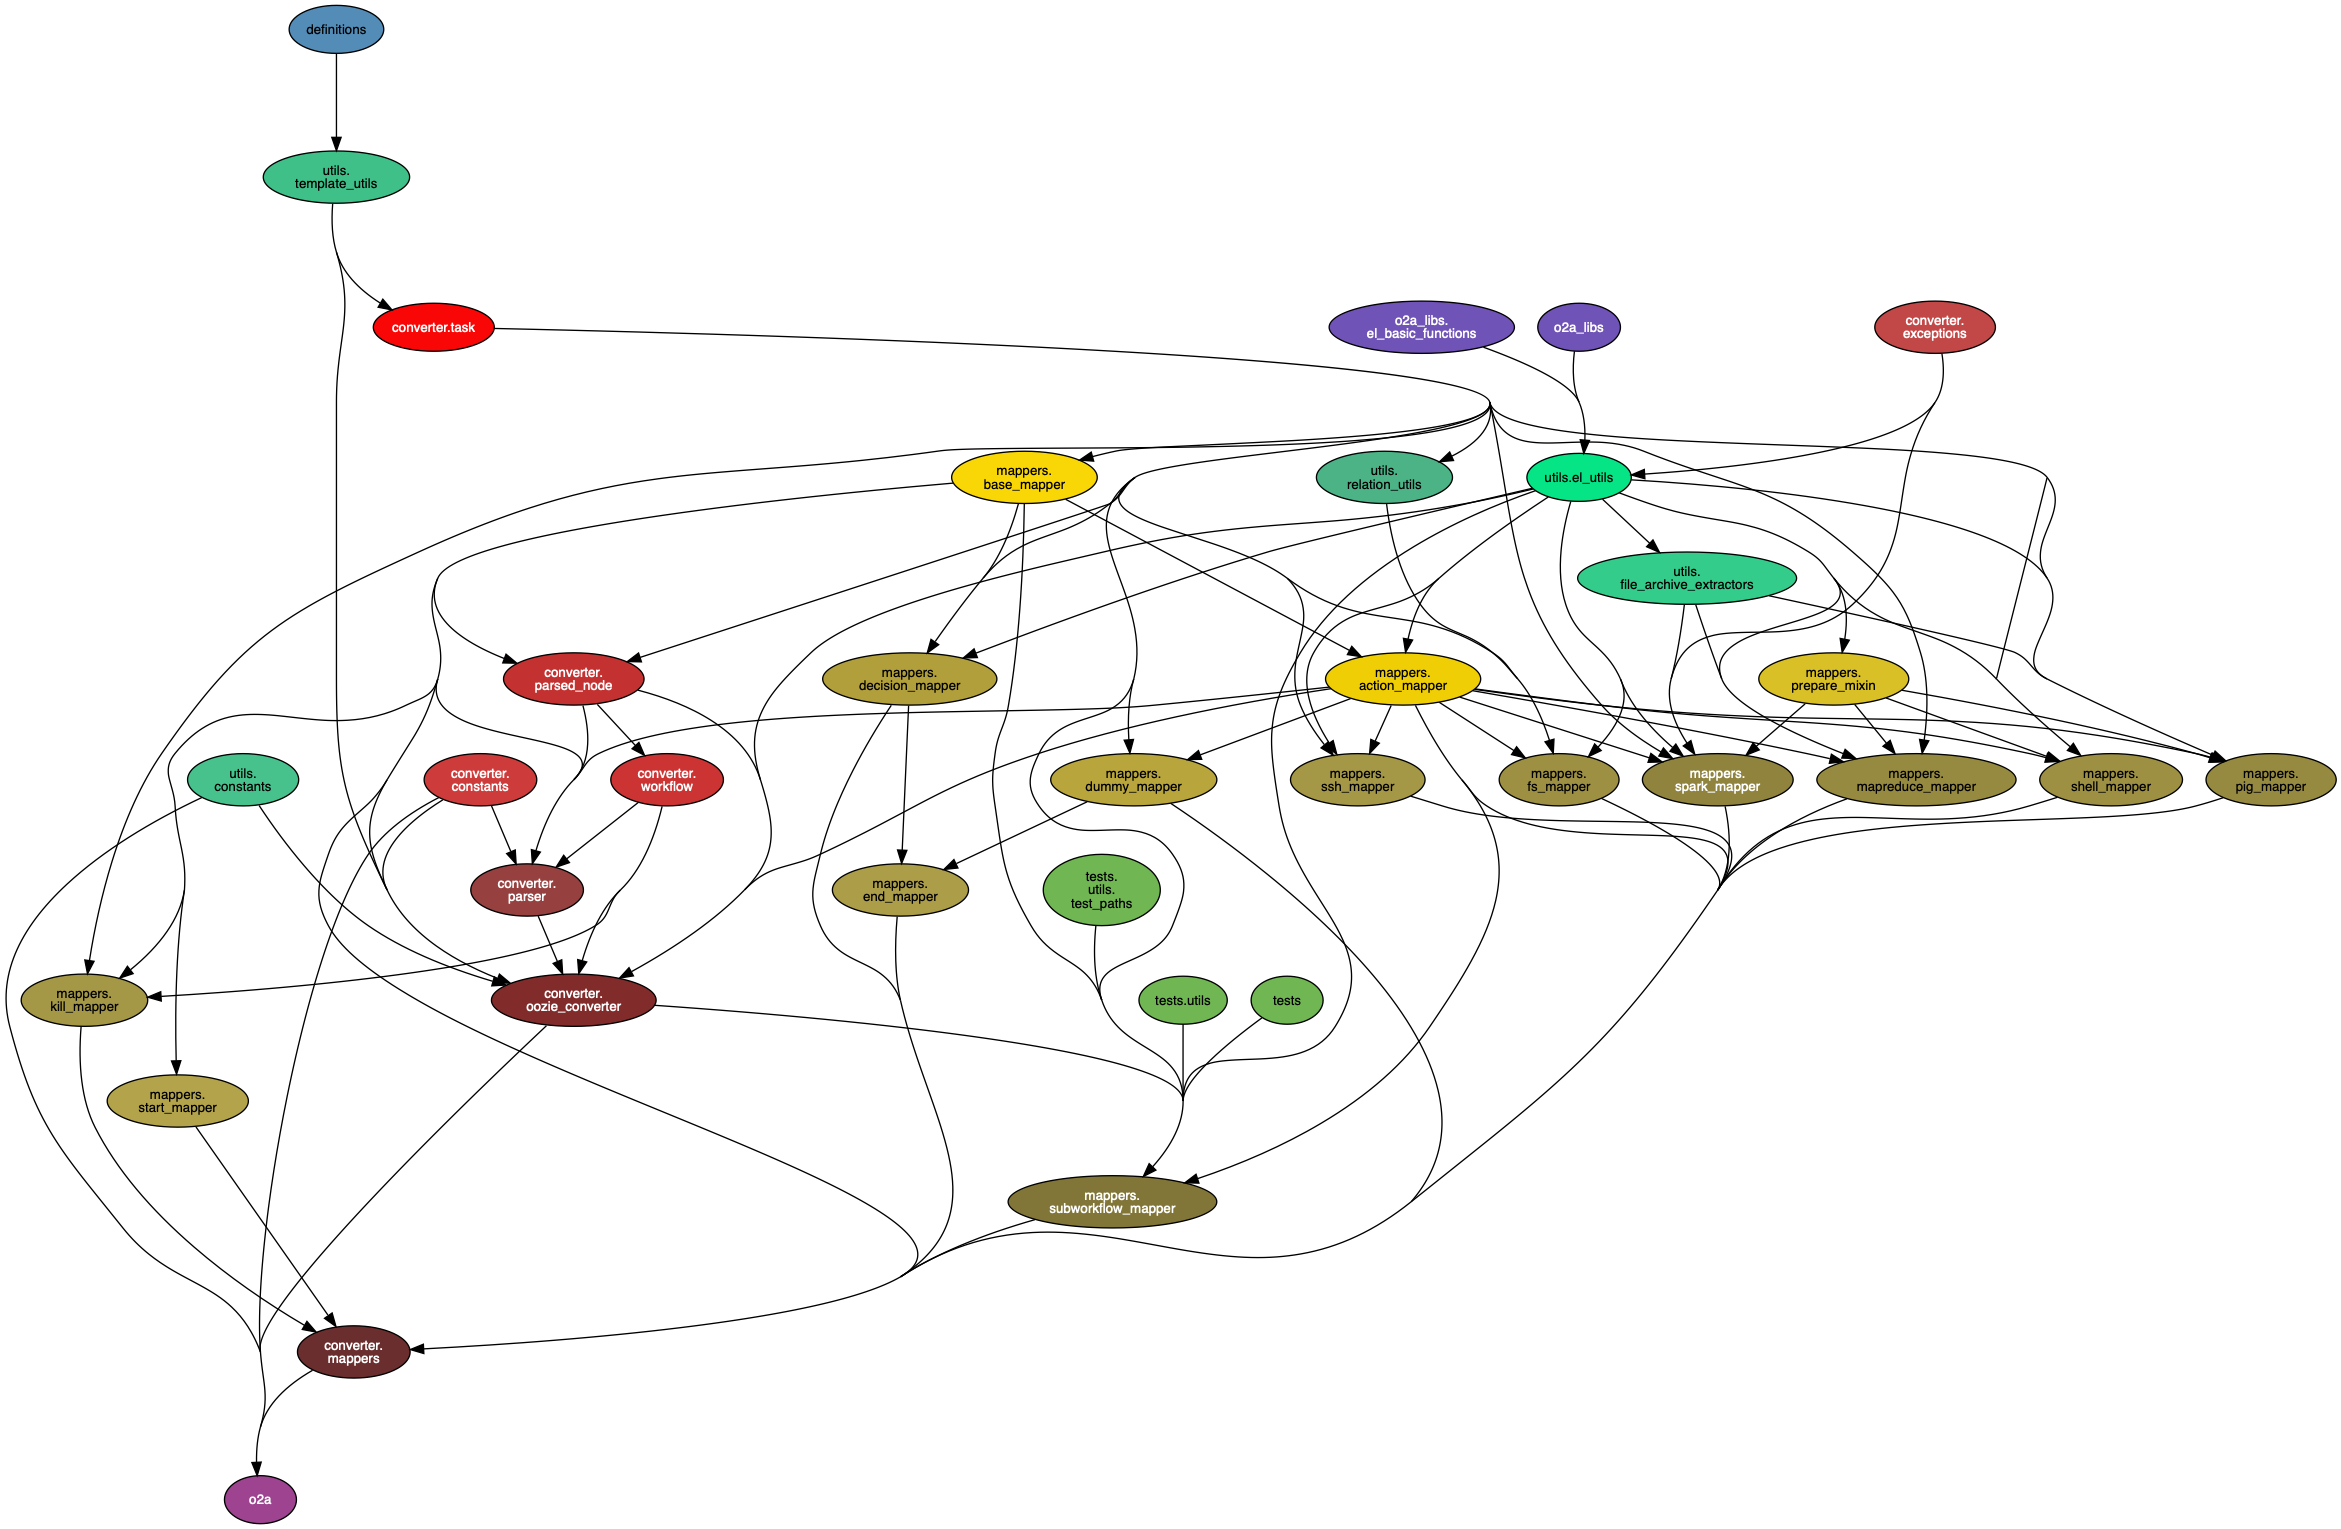 definitions
utils.
template_utils
converter.task
o2a_libs.
el_basic_functions
o2a_libs
converter.
exceptions
mappers.
base_mapper
utils.
relation_utils
utils.el_utils
utils.
file_archive_extractors
converter.
parsed_node
mappers.
decision_mapper
mappers.
action_mapper
mappers.
prepare_mixin
utils.
constants
converter.
constants
converter.
workflow
mappers.
dummy_mapper
mappers.
ssh_mapper
mappers.
fs_mapper
mappers.
spark_mapper
mappers.
mapreduce_mapper
mappers.
shell_mapper
mappers.
pig_mapper
converter.
parser
mappers.
end_mapper
tests.
utils.
test_paths
mappers.
kill_mapper
converter.
oozie_converter
tests.utils
tests
mappers.
start_mapper
mappers.
subworkflow_mapper
converter.
mappers
o2a